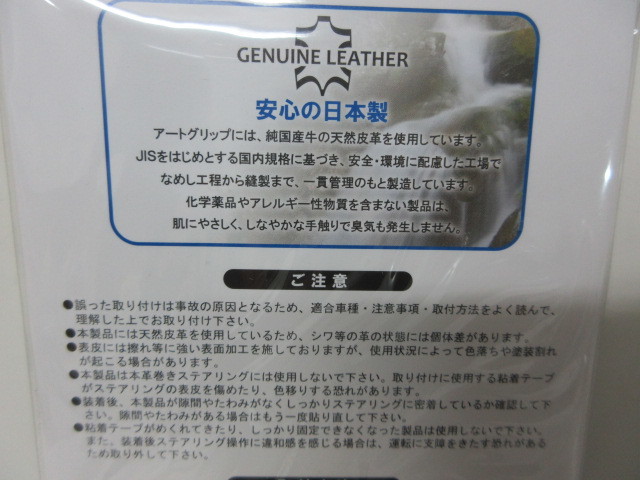 GENUINE LEATHER
安心の日本製
アートグリップには、純国産牛の天然皮革を使用しています。
JISをはじめとする国内規格に基づき、安全・環境に配慮した工場で
なめし工程から縫製まで、一貫管理のもと製造しています。
化学薬品やアレルギー性物質を含まない製品は、
肌にやさしく、しなやかな手触りで臭気も発生しません。
ご注意
●誤った取り付けは事故の原因となるため、適合車種・注意事項・取付方法をよく読んで、
理解した上でお取り付け下さい。
●本製品には天然皮革を使用しているため、シワ等の革の状態には個体差があります。
●表皮には擦れ等に強い表面加工を施しておりますが、使用状況によって色落ちや塗装割れ
が起こる場合があります。
●本製品は本革巻きステアリングには使用しないで下さい。取り付けに使用する粘着テープ
がステアリングの表皮を傷めたり、色移りする恐れがあります。
●装着後、本製品が隙間やたわみがなくしっかりステアリングに密着しているか確認して下
さい。隙間やたわみがある場合はもう一度貼り直して下さい。
●粘着テープがめくれてきたり、しっかり固定できなくなった製品は使用しないで下さい。
また、装着後ステアリング操作に違和感を感じる場合は、運転に支障をきたす恐れがある
ため取り外して下さい。